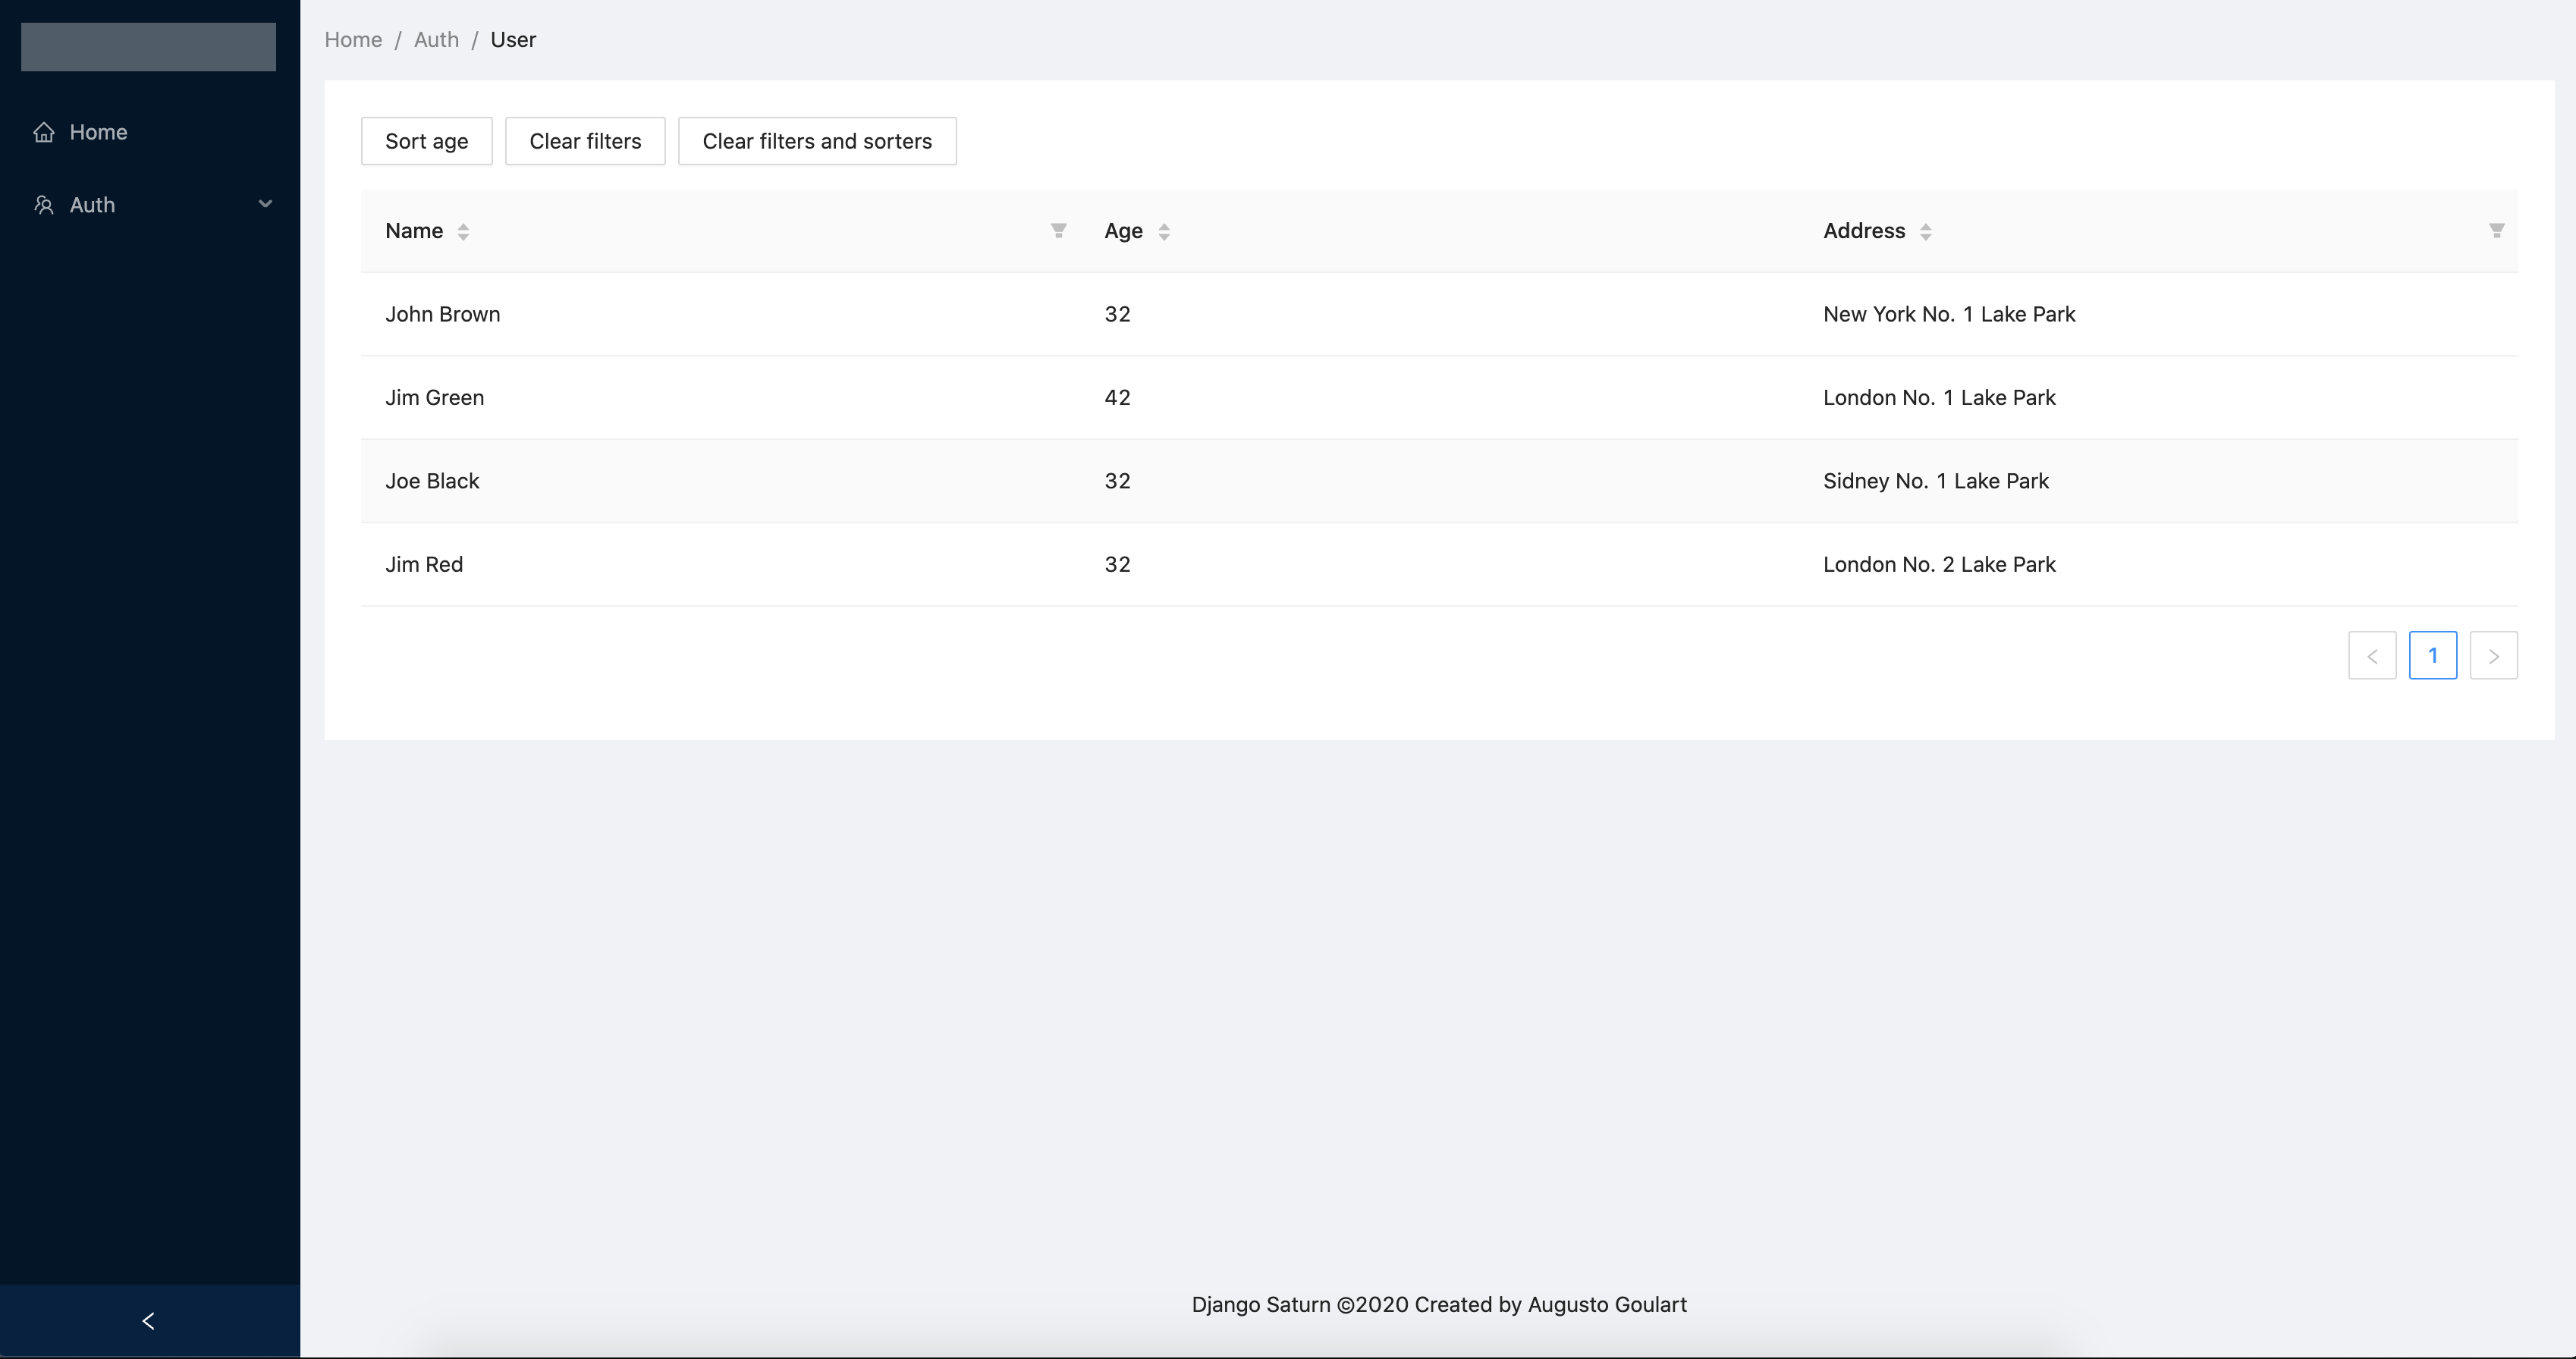 Home
Auth
Home / Auth / User
Sort age Clear filters Clear filters and sorters
Name Age Address
John Brown 32 New York No. 1 Lake Park
Jim Green 42 London No. 1 Lake Park
Joe Black 32 Sidney No. 1 Lake Park
Jim Red 32 London No. 2 Lake Park
1
Django Saturn ©2020 Created by Augusto Goulart